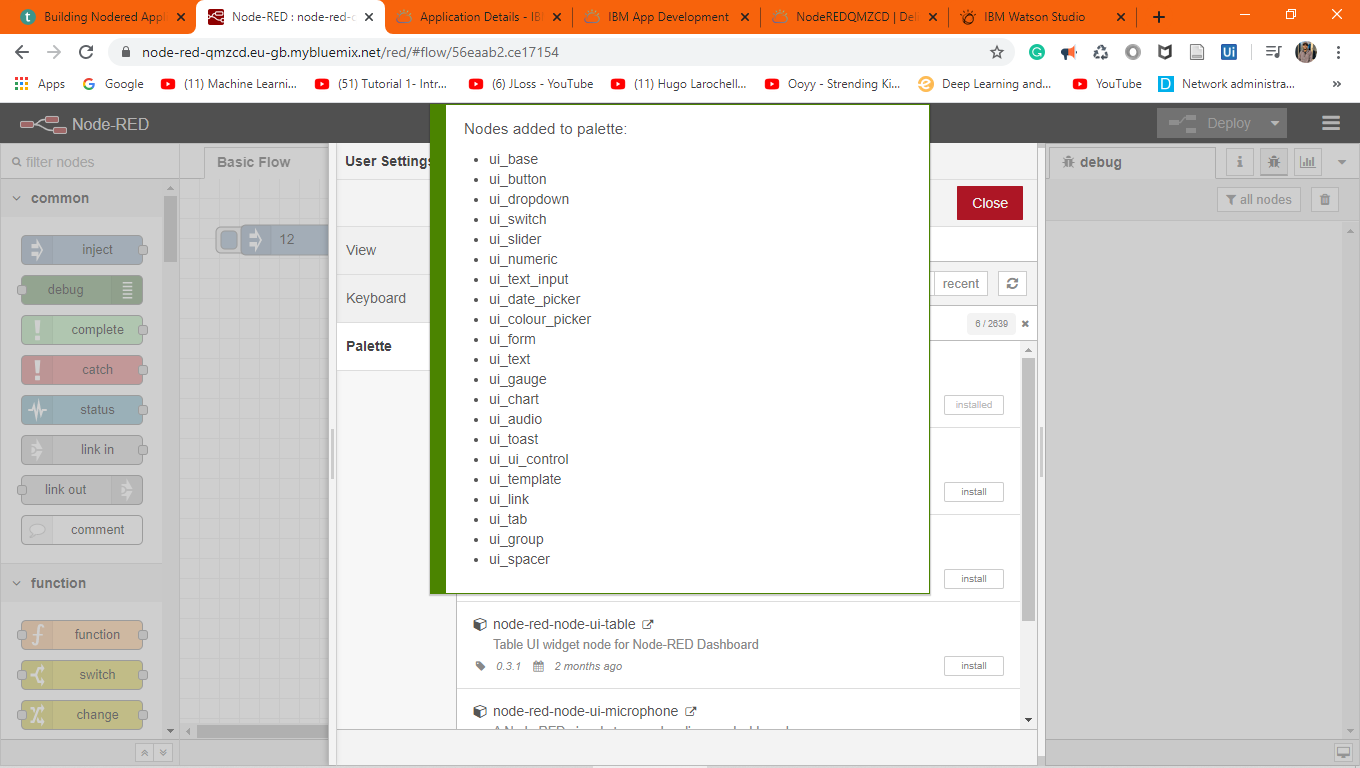 Building Nodered Appl
Node-RED : node-red-c
Application Details - IB
IBM App Development
NodeREDQMZCD | Deli
IBM Watson Studio
node-red-qmzcd.eu-gb.mybluemix.net/red/#flow/56eaab2.ce17154
Apps
Google
(11) Machine Learni...
(51) Tutorial 1- Intr...
(6) JLoss - YouTube
(11) Hugo Larochell...
Ooyy - Strending Ki...
Deep Learning and...
YouTube
Network administra...
Node-RED
Deploy
filter nodes
common
inject
debug
complete
catch
status
link in
link out
comment
function
function
switch
change
Basic Flow
12
User Settings
Close
View
Keyboard
Palette
Nodes added to palette:
ui_base
ui_button
ui_dropdown
ui_switch
ui_slider
ui_numeric
ui_text_input
ui_date_picker
ui_colour_picker
ui_form
ui_text
ui_gauge
ui_chart
ui_audio
ui_toast
ui_ui_control
ui_template
ui_link
ui_tab
ui_group
ui_spacer
recent
6 / 2639
installed
install
install
node-red-node-ui-table
Table UI widget node for Node-RED Dashboard
0.3.1 2 months ago
install
node-red-node-ui-microphone
debug
all nodes